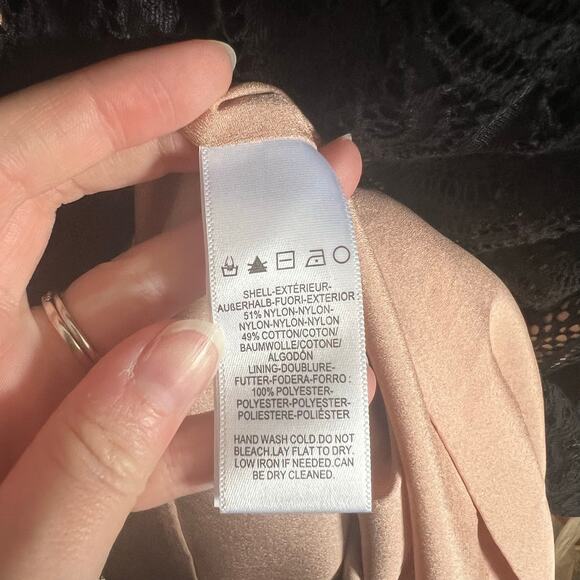 SHELL-EXTÉRIEUR-
AUßERHALB-FUORI-EXTERIOR :
51% NYLON-NYLON-
NYLON-NYLON-NYLON
49% COTTON/COTON/
BAUMWOLLE/COTONE/
ALGODÓN
LINING-DOUBLURE-
FUTTER-FODERA-FORRO :
100% POLYESTER-
POLYESTER-POLYESTER-
POLIESTERE-POLIÉSTER
HAND WASH COLD.DO NOT
BLEACH.LAY FLAT TO DRY.
LOW IRON IF NEEDED.CAN
BE DRY CLEANED.